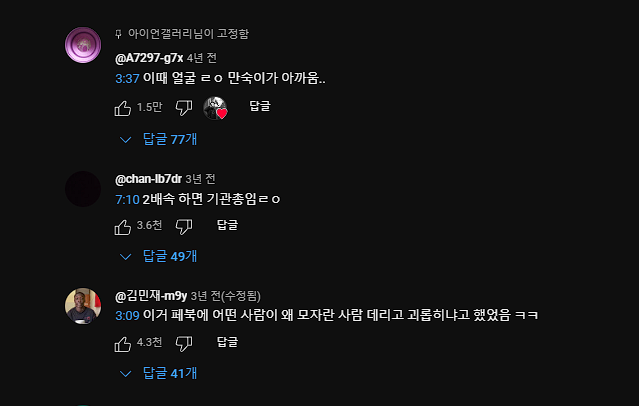 아이언갤러리님이 고정함
@A7297-g7x 4년 전
3:37 이때 얼굴 ㄹㅇ 만숙이가 아까움..
1.5만 답글
답글 77개
@chan-lb7dr 3년 전
7:10 2배속 하면 기관총임ㄹㅇ
3.6천 답글
답글 49개
@김민재-m9y 3년 전(수정됨)
3:09 이거 페북에 어떤 사람이 왜 모자란 사람 데리고 괴롭히냐고 했었음 ㅋㅋ
4.3천 답글
답글 41개